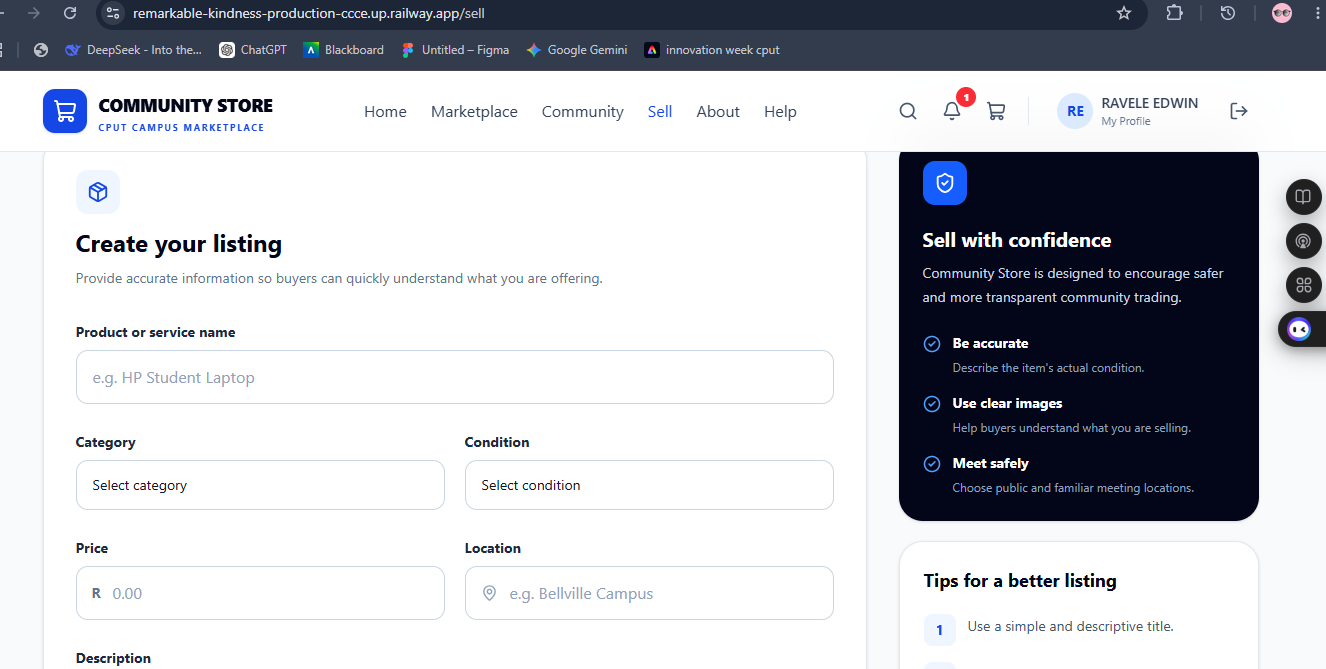 remarkable-kindness-production-ccce.up.railway.app/sell
DeepSeek - Into the...
ChatGPT
Blackboard
Untitled – Figma
Google Gemini
innovation week cput
COMMUNITY STORE
CPUT CAMPUS MARKETPLACE
Home
Marketplace
Community
Sell
About
Help
1
RE
RAVELE EDWIN
My Profile
Create your listing
Provide accurate information so buyers can quickly understand what you are offering.
Product or service name
e.g. HP Student Laptop
Category
Condition
Select category
Select condition
Price
Location
R 0.00
e.g. Bellville Campus
Description
Sell with confidence
Community Store is designed to encourage safer
and more transparent community trading.
Be accurate
Describe the item's actual condition.
Use clear images
Help buyers understand what you are selling.
Meet safely
Choose public and familiar meeting locations.
Tips for a better listing
1 Use a simple and descriptive title.